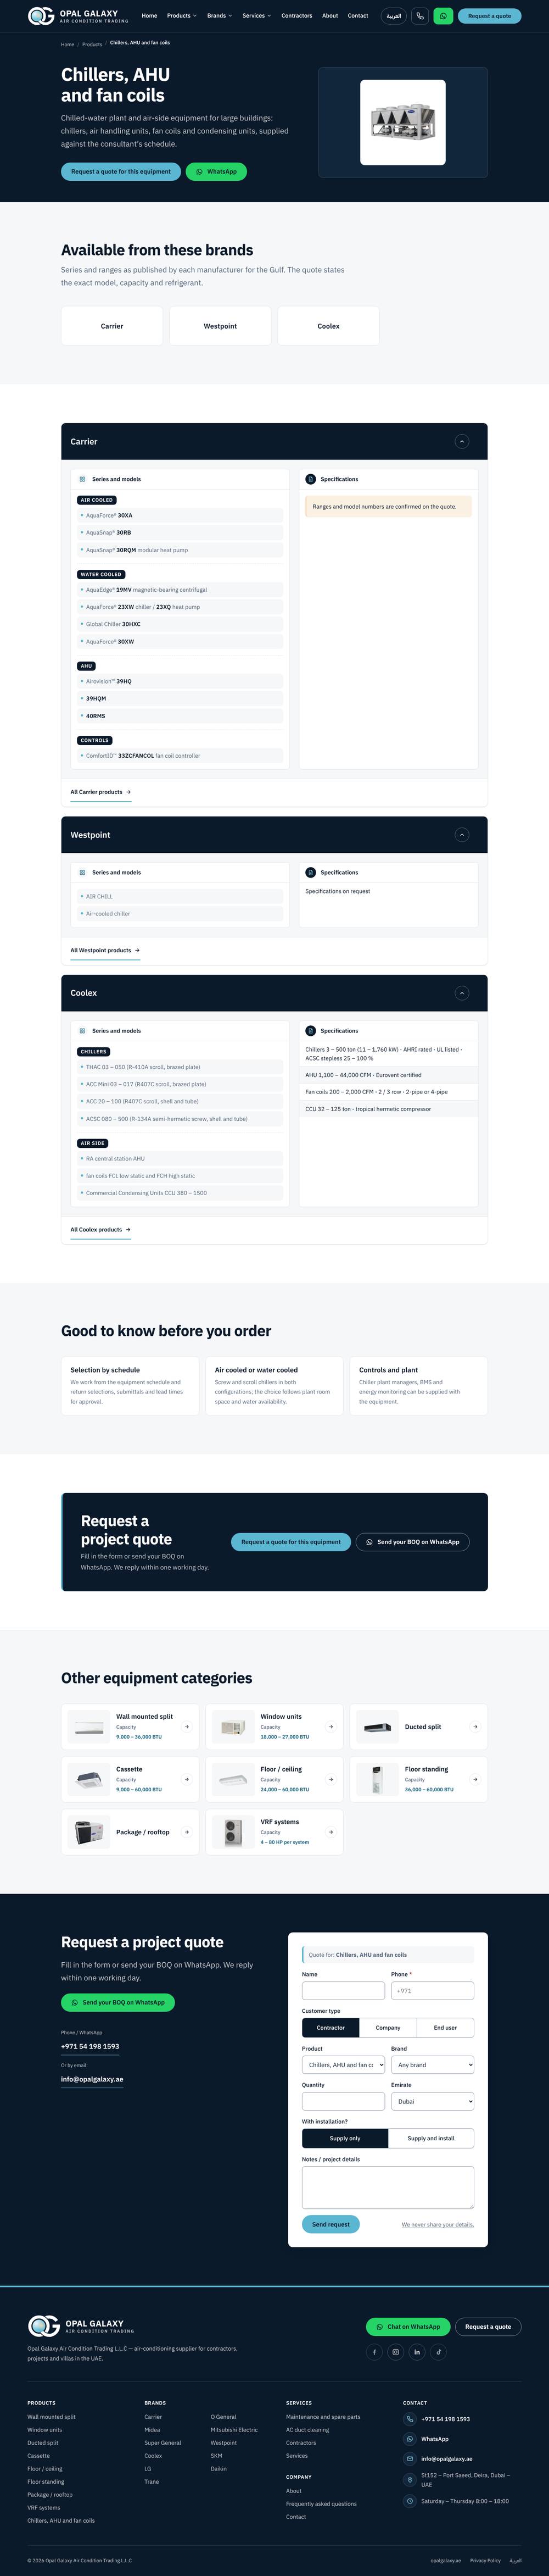 OPAL GALAXY
AIR CONDITION TRADING
Home
Products
Brands
Services
Contractors
About
Contact
العربية
Request a quote
Home / Products / Chillers, AHU and fan coils
Chillers, AHU
and fan coils
Chilled-water plant and air-side equipment for large buildings:
chillers, air handling units, fan coils and condensing units, supplied
against the consultant's schedule.
Request a quote for this equipment
WhatsApp
Available from these brands
Series and ranges as published by each manufacturer for the Gulf. The quote states
the exact model, capacity and refrigerant.
Carrier
Westpoint
Coolex
Carrier
Series and models
AIR COOLED
AquaForce® 30XA
AquaSnap® 30RB
AquaSnap® 30RQM modular heat pump
WATER COOLED
AquaEdge® 19MV magnetic-bearing centrifugal
AquaForce® 23XW chiller / 23XQ heat pump
Global Chiller 30HXC
AquaForce® 30XW
AHU
Airovision™ 39HQ
39HQM
40RMS
CONTROLS
ComfortID™ 33ZCFANCOL fan coil controller
Specifications
Ranges and model numbers are confirmed on the quote.
All Carrier products →
Westpoint
Series and models
AIR CHILL
Air-cooled chiller
Specifications
Specifications on request
All Westpoint products →
Coolex
Series and models
CHILLERS
THAC 03 – 050 (R-410A scroll, brazed plate)
ACC Mini 03 – 017 (R407C scroll, brazed plate)
ACC 20 – 100 (R407C scroll, shell and tube)
ACSC 080 – 500 (R-134A semi-hermetic screw, shell and tube)
AIR SIDE
RA central station AHU
fan coils FCL low static and FCH high static
Commercial Condensing Units CCU 380 – 1500
Specifications
Chillers 3 – 500 ton (11 – 1,760 kW) · AHRI rated · UL listed ·
ACSC stepless 25 – 100 %
AHU 1,100 – 44,000 CFM · Eurovent certified
Fan coils 200 – 2,000 CFM · 2 / 3 row · 2-pipe or 4-pipe
CCU 32 – 125 ton · tropical hermetic compressor
All Coolex products →
Good to know before you order
Selection by schedule
We work from the equipment schedule and
return selections, submittals and lead times
for approval.
Air cooled or water cooled
Screw and scroll chillers in both
configurations; the choice follows plant room
space and water availability.
Controls and plant
Chiller plant managers, BMS and
energy monitoring can be supplied with
the equipment.
Request a
project quote
Fill in the form or send your BOQ on
WhatsApp. We reply within one working day.
Request a quote for this equipment
Send your BOQ on WhatsApp
Other equipment categories
Wall mounted split
Capacity
9,000 – 36,000 BTU
Window units
Capacity
18,000 – 27,000 BTU
Ducted split
Cassette
Capacity
9,000 – 60,000 BTU
Floor / ceiling
Capacity
24,000 – 60,000 BTU
Floor standing
Capacity
36,000 – 60,000 BTU
Package / rooftop
VRF systems
Capacity
4 – 80 HP per system
Request a project quote
Fill in the form or send your BOQ on WhatsApp. We reply
within one working day.
Send your BOQ on WhatsApp
Phone / WhatsApp
+971 54 198 1593
Or by email:
info@opalgalaxy.ae
Quote for: Chillers, AHU and fan coils
Name
Phone *
+971
Customer type
Contractor
Company
End user
Product
Brand
Chillers, AHU and fan cc
Any brand
Quantity
Emirate
Dubai
With installation?
Supply only
Supply and install
Notes / project details
Send request
We never share your details.
OPAL GALAXY
AIR CONDITION TRADING
Opal Galaxy Air Condition Trading L.L.C — air-conditioning supplier for contractors,
projects and villas in the UAE.
Chat on WhatsApp
Request a quote
PRODUCTS
Wall mounted split
Window units
Ducted split
Cassette
Floor / ceiling
Floor standing
Package / rooftop
VRF systems
Chillers, AHU and fan coils
BRANDS
Carrier
Midea
Super General
Coolex
LG
Trane
O General
Mitsubishi Electric
Westpoint
SKM
Daikin
SERVICES
Maintenance and spare parts
AC duct cleaning
Contractors
Services
COMPANY
About
Frequently asked questions
Contact
CONTACT
+971 54 198 1593
WhatsApp
info@opalgalaxy.ae
St152 – Port Saeed, Deira, Dubai –
UAE
Saturday – Thursday 8:00 – 18:00
© 2026 Opal Galaxy Air Condition Trading L.L.C
opalgalaxy.ae
Privacy Policy
العربية